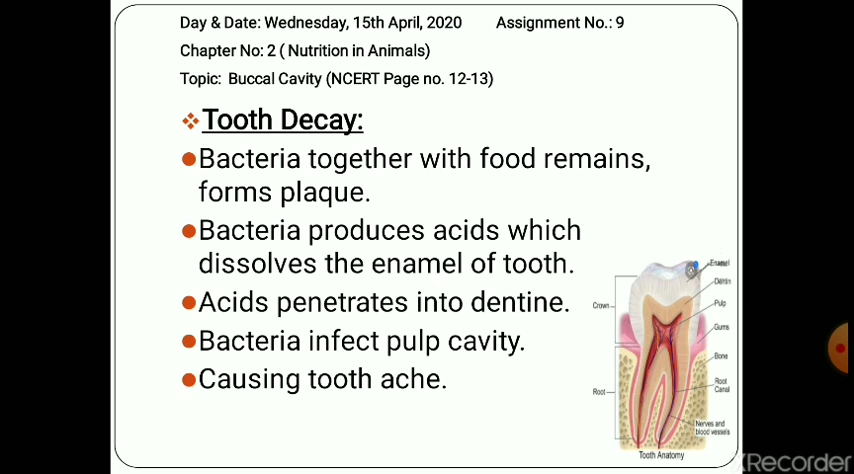 Day & Date: Wednesday, 15th April, 2020 Assignment No.: 9
Chapter No: 2 ( Nutrition in Animals)
Topic: Buccal Cavity (NCERT Page no. 12-13)
Tooth Decay:
Bacteria together with food remains,
forms plaque.
Bacteria produces acids which
dissolves the enamel of tooth.
Acids penetrates into dentine.
Bacteria infect pulp cavity.
Causing tooth ache.
Enamel
Dentin
Crown
Pulp
Gums
Bone
Root
Root
Canal
Nerves and
blood vessels
Tooth Anatomy
XRecorder